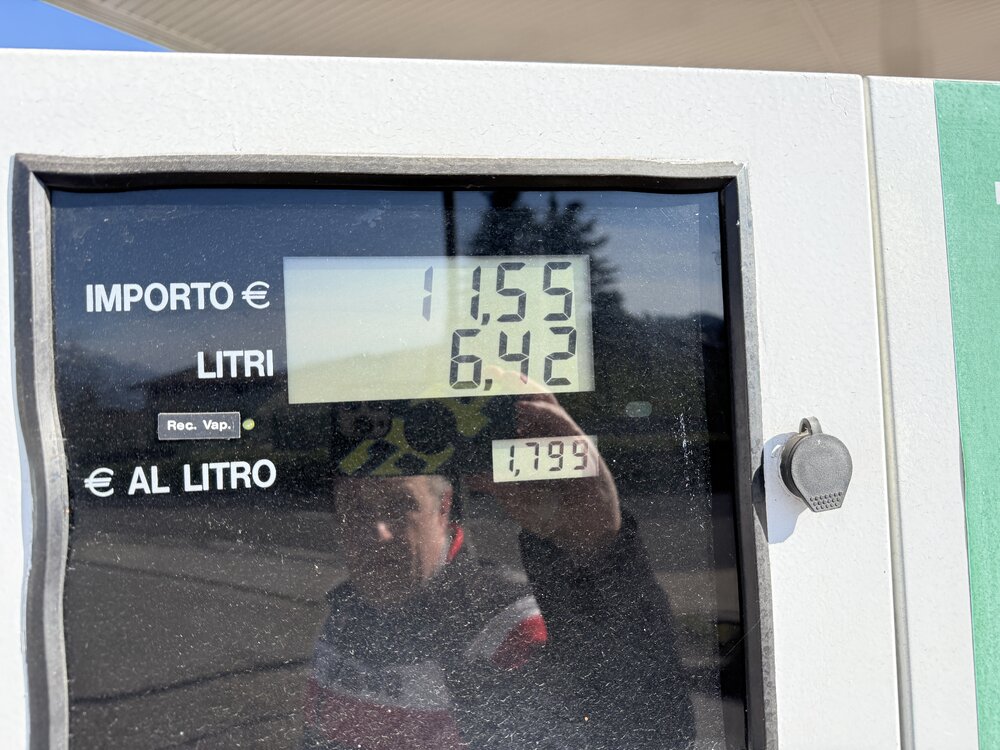 IMPORTO € 11,55
LITRI 6,42
Rec. Vap.
€ AL LITRO 1,799